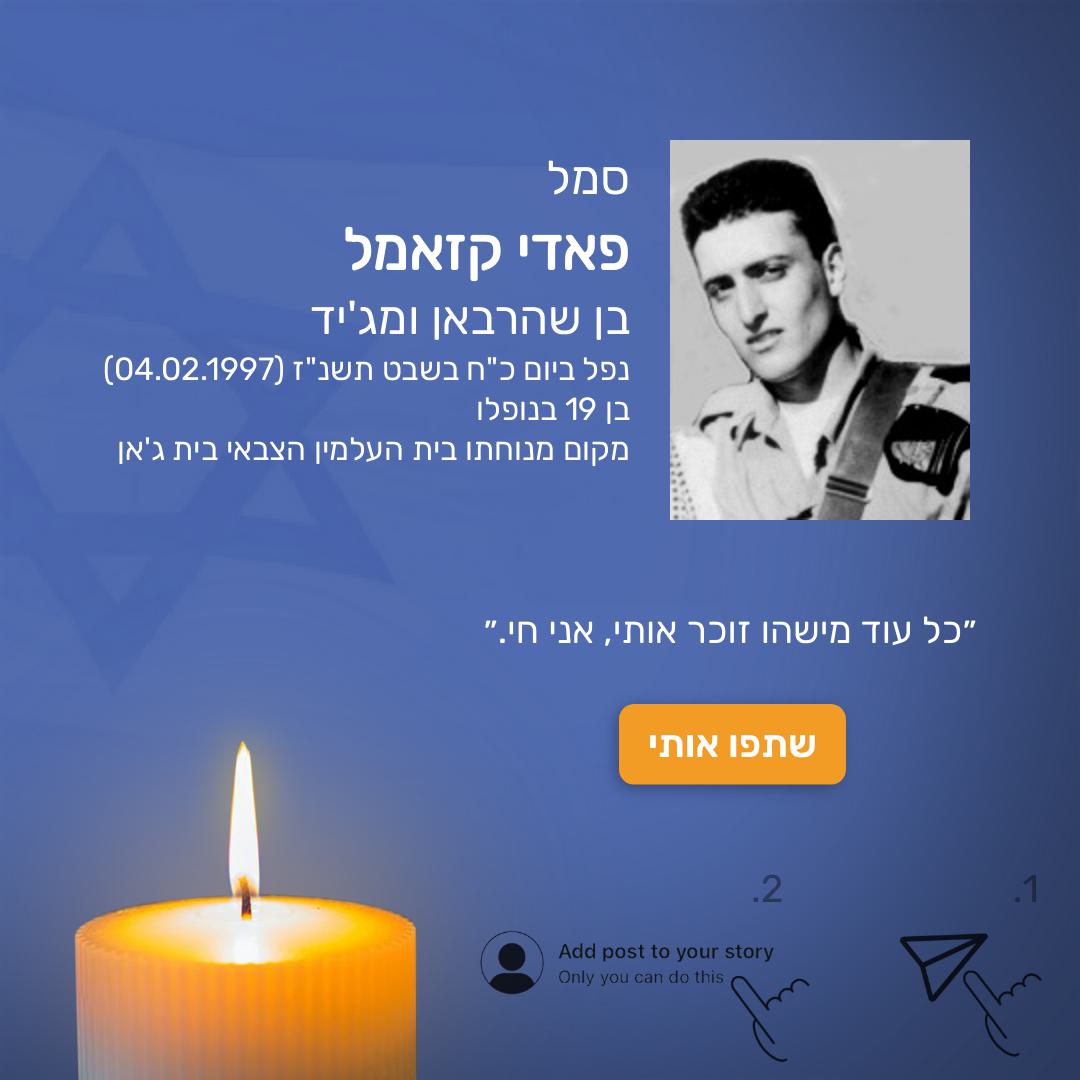 סמל
פאדי קזאמל
בן שהרבאן ומג'יד
נפל ביום כ"ח בשבט תשנ"ז (04.02.1997)
בן 19 בנופלו
מקום מנוחתו בית העלמין הצבאי בית ג'אן
״כל עוד מישהו זוכר אותי, אני חי.״
שתפו אותי
.1
.2
Add post to your story
Only you can do this